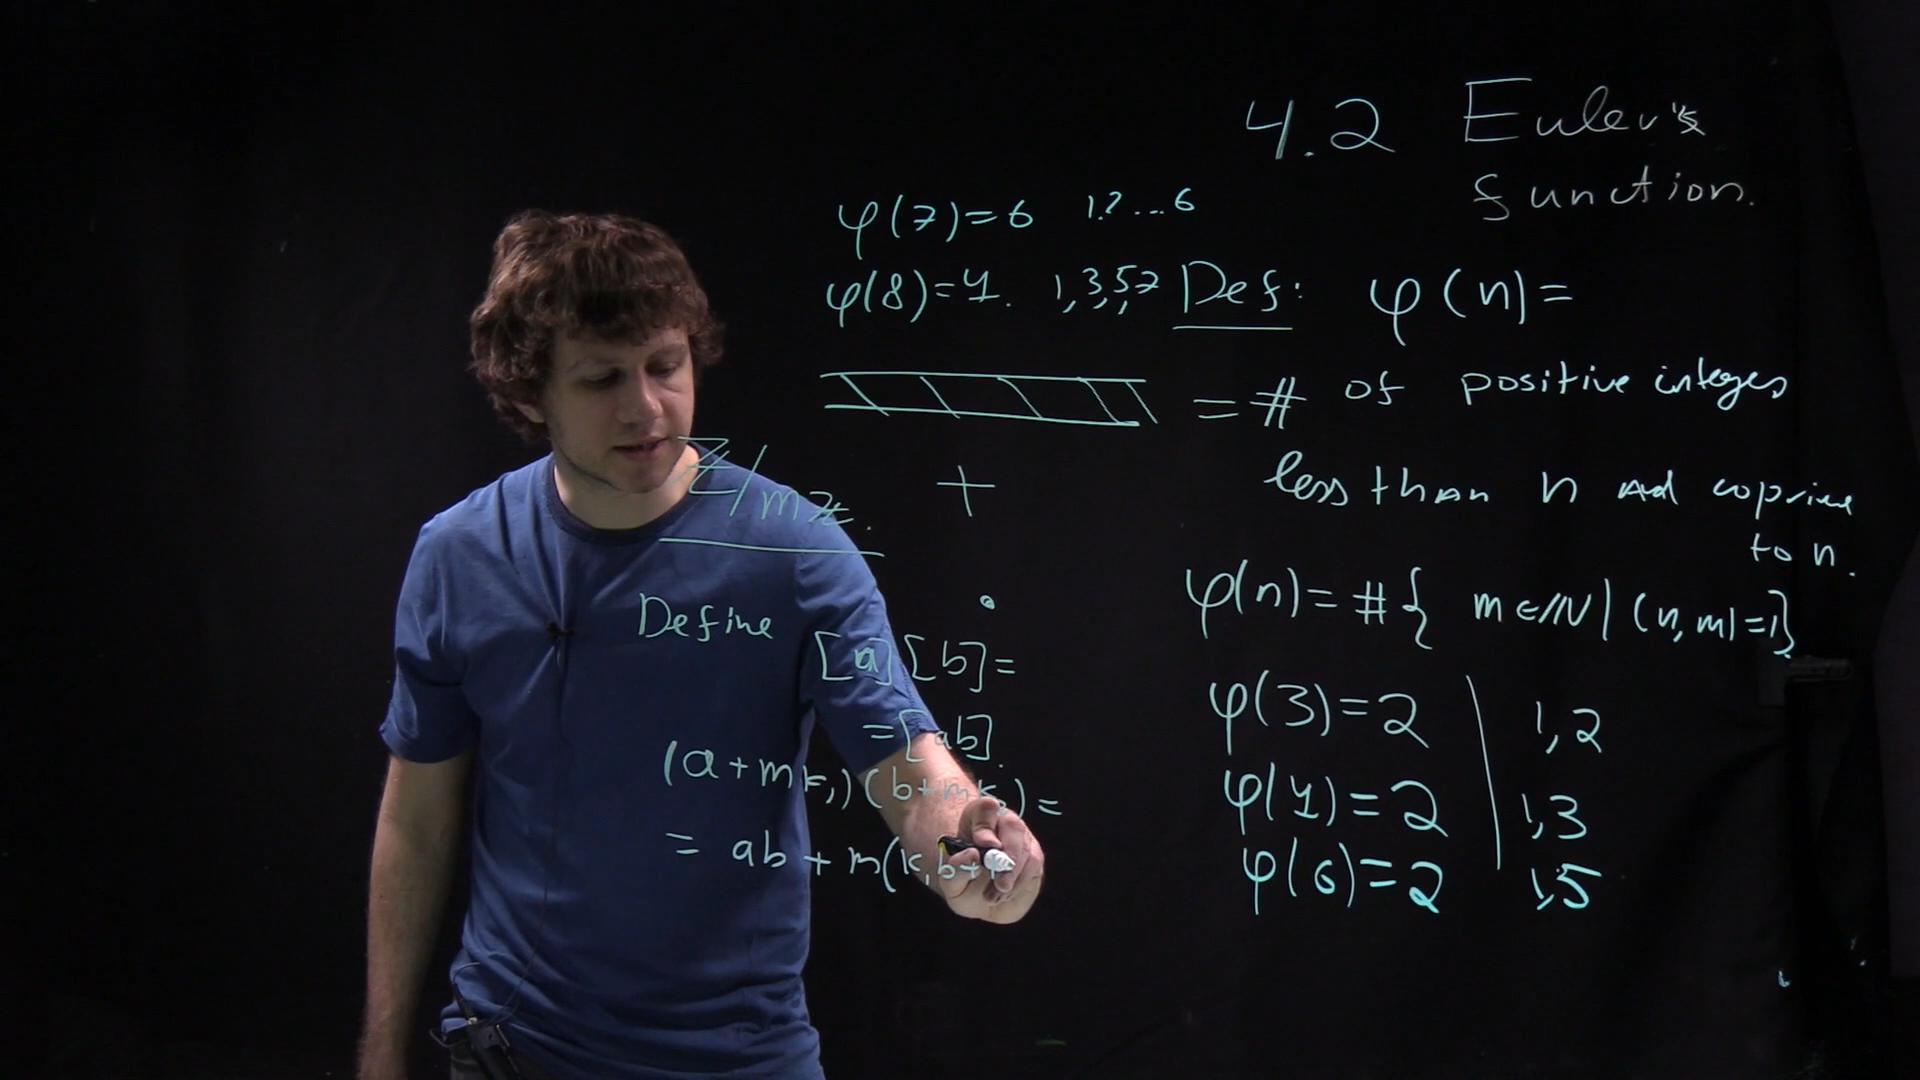 4.2 Euler's
function.
φ(7)=6 1,2...6
φ(8)=4. 1,3,5,7
Def: φ(n)=
= # of positive integes
less than n and coprime
to n.
φ(n)= #{ m∈ℕ | (n,m)=1}
φ(3)=2 | 1,2
φ(4)=2 | 1,3
φ(6)=2 1,5
ℤ/mℤ. +
Define ·
[a][b]=
=[ab].
(a+mk₁)(b+mk₂)=
= ab + m(k₁b+